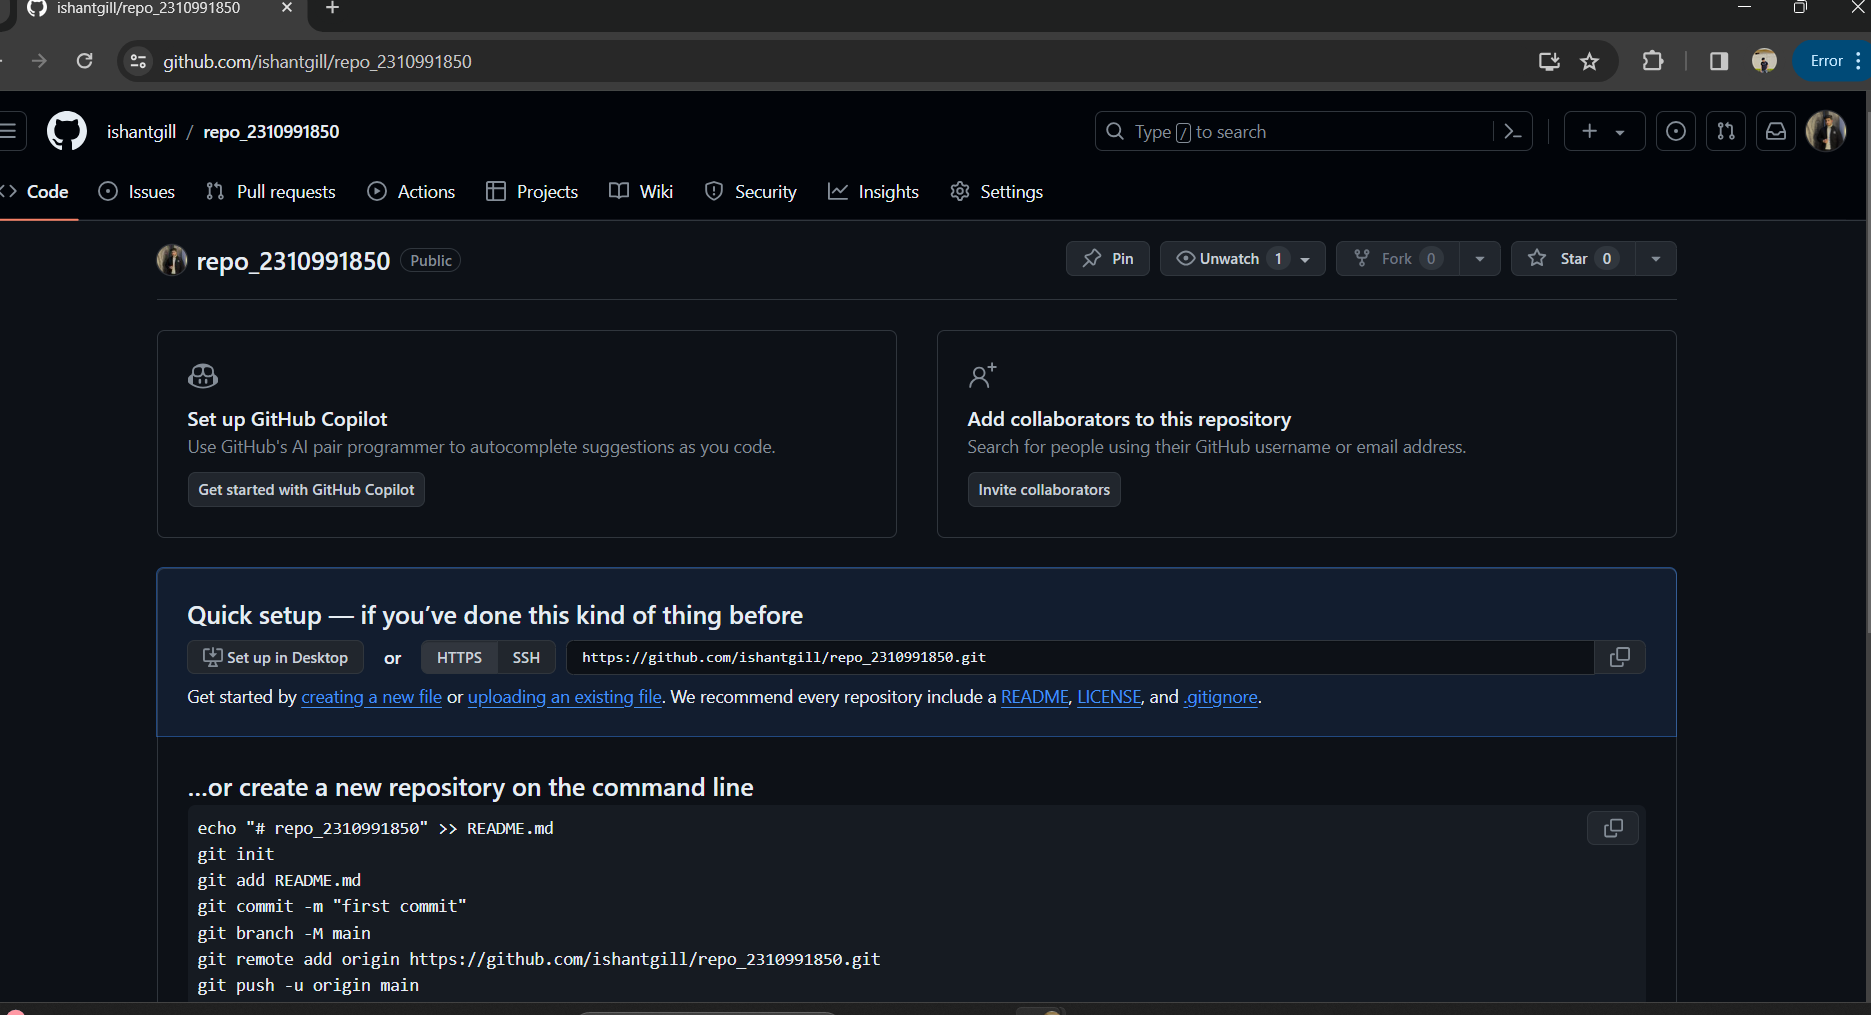 ishantgill/repo_2310991850
github.com/ishantgill/repo_2310991850
Error
ishantgill / repo_2310991850
Type / to search
Code Issues Pull requests Actions Projects Wiki Security Insights Settings
repo_2310991850 Public
Pin Unwatch 1 Fork 0 Star 0
Set up GitHub Copilot
Use GitHub's AI pair programmer to autocomplete suggestions as you code.
Get started with GitHub Copilot
Add collaborators to this repository
Search for people using their GitHub username or email address.
Invite collaborators
Quick setup — if you’ve done this kind of thing before
Set up in Desktop or HTTPS SSH https://github.com/ishantgill/repo_2310991850.git
Get started by creating a new file or uploading an existing file. We recommend every repository include a README, LICENSE, and .gitignore.
…or create a new repository on the command line
echo "# repo_2310991850" >> README.md
git init
git add README.md
git commit -m "first commit"
git branch -M main
git remote add origin https://github.com/ishantgill/repo_2310991850.git
git push -u origin main